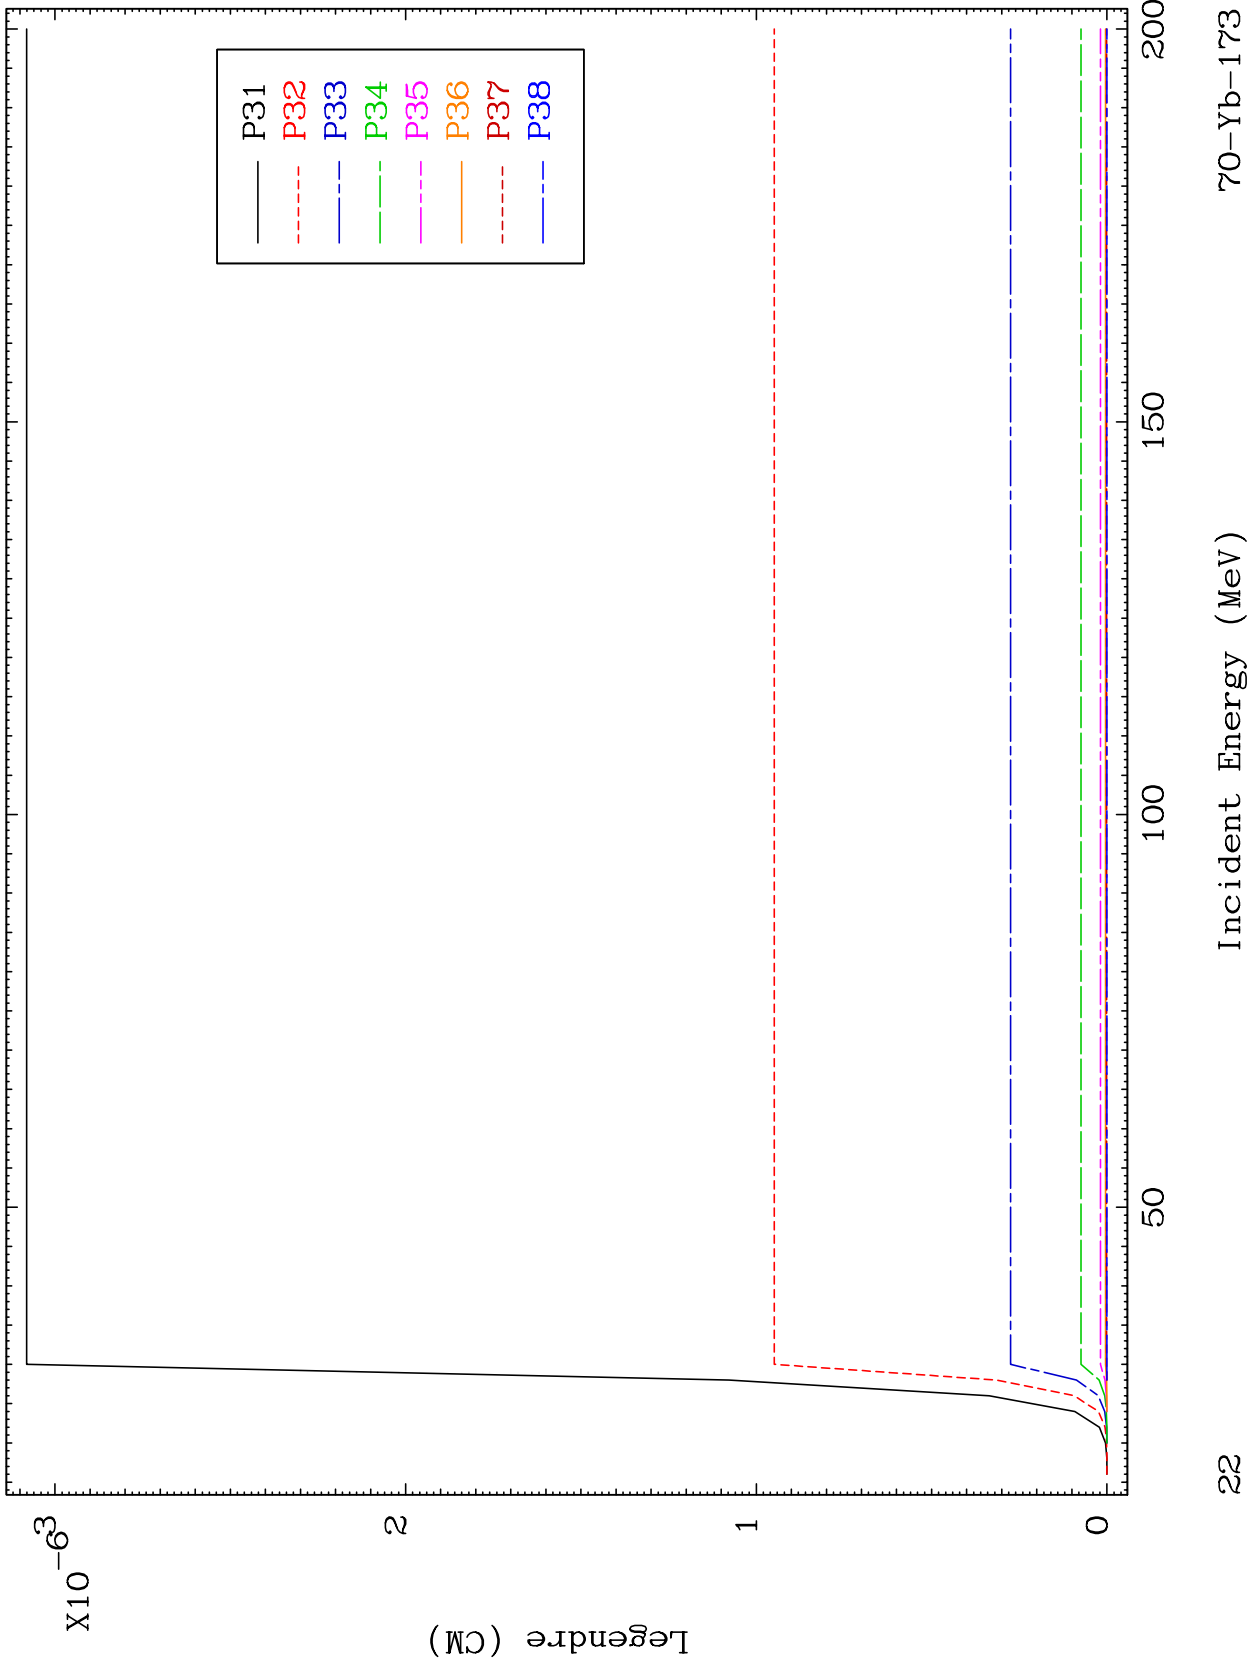 X10-6
3
2
1
0
Legendre (CM)
P31
P32
P33
P34
P35
P36
P37
P38
50
100
150
200
22
Incident Energy (MeV)
70-Yb-173